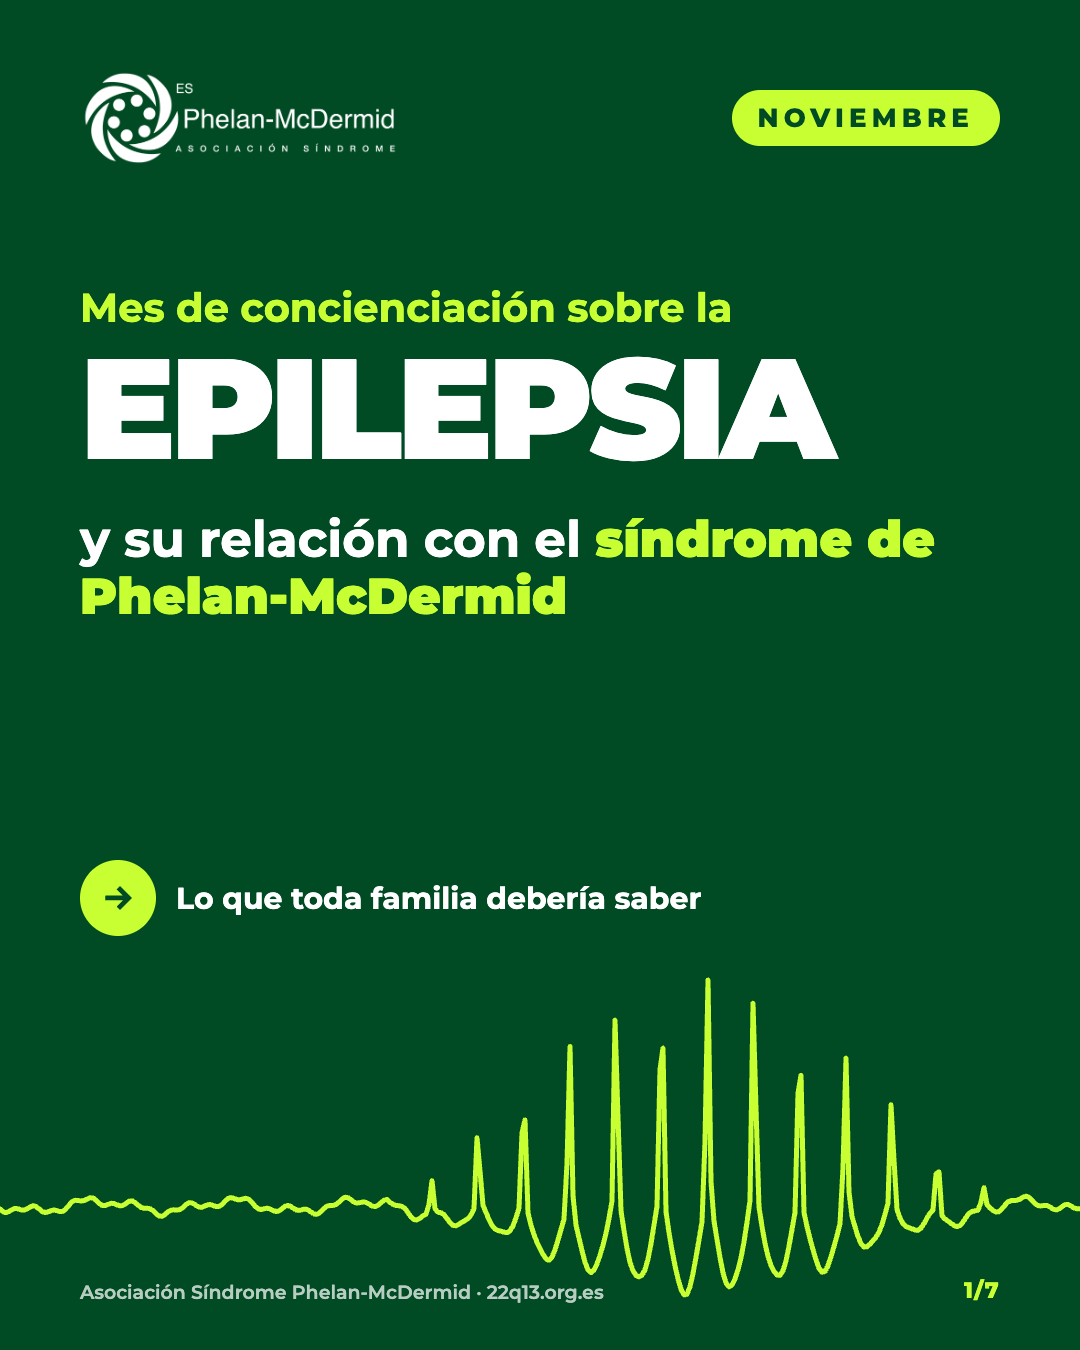 ES
Phelan-McDermid
ASOCIACIÓN SÍNDROME
NOVIEMBRE
Mes de concienciación sobre la
EPILEPSIA
y su relación con el síndrome de
Phelan-McDermid
Lo que toda familia debería saber
Asociación Síndrome Phelan-McDermid · 22q13.org.es
1/7